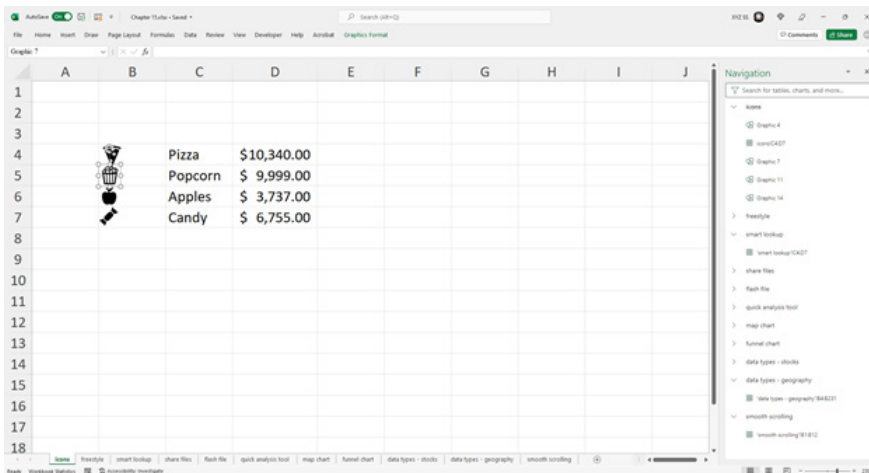 AutoSave On Chapter 15.xlsx • Saved Search (Alt+Q) XYZ SS
File Home Insert Draw Page Layout Formulas Data Review View Developer Help Acrobat Graphics Format Comments Share
Graphic 7 fx
A B C D E F G H I J
1
2
3
4 Pizza $10,340.00
5 Popcorn $ 9,999.00
6 Apples $ 3,737.00
7 Candy $ 6,755.00
8
9
10
11
12
13
14
15
16
17
18
Navigation
Search for tables, charts, and more...
icons
Graphic 4
Graphic 7
Graphic 11
Graphic 14
freestyle
smart lookup
share files
flash file
quick analysis tool
map chart
funnel chart
data types - stocks
data types - geography
smooth scrolling
icons freestyle smart lookup share files flash file quick analysis tool map chart funnel chart data types - stocks data types - geography smooth scrolling
Ready Workbook Statistics Accessibility: Investigate